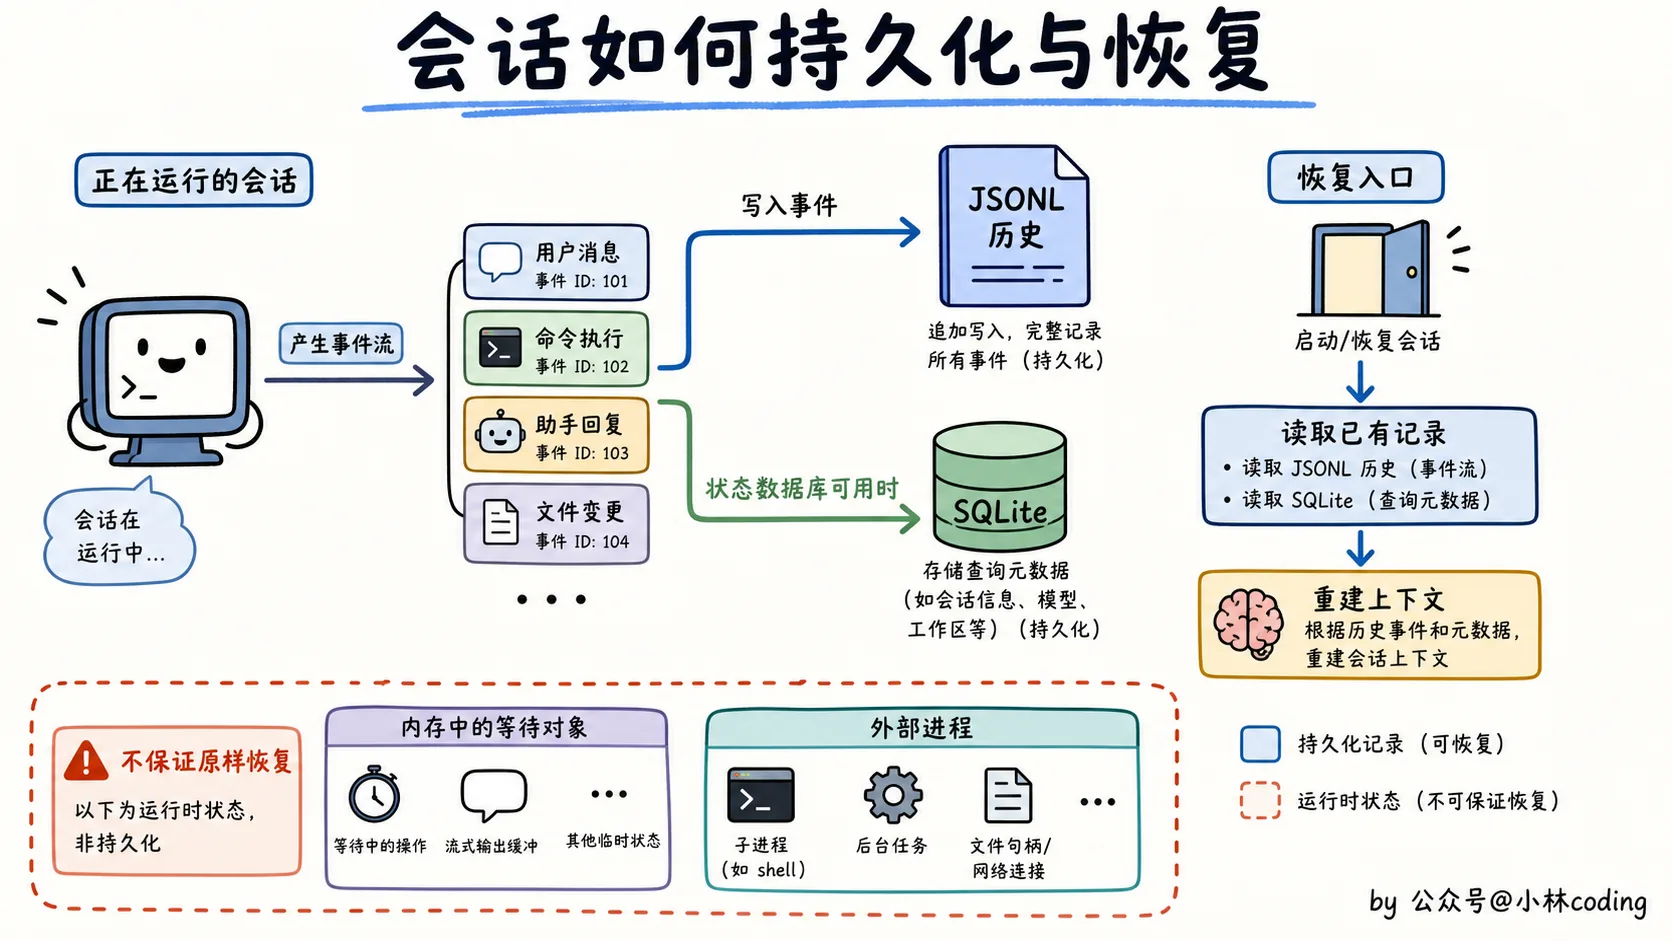 会话如何持久化与恢复
正在运行的会话
会话在
运行中...
产生事件流
用户消息
事件 ID: 101
命令执行
事件 ID: 102
助手回复
事件 ID: 103
文件变更
事件 ID: 104
写入事件
JSONL
历史
追加写入，完整记录
所有事件（持久化）
状态数据库可用时
SQLite
存储查询元数据
（如会话信息、模型、
工作区等）（持久化）
恢复入口
启动/恢复会话
读取已有记录
• 读取 JSONL 历史（事件流）
• 读取 SQLite（查询元数据）
重建上下文
根据历史事件和元数据，
重建会话上下文
不保证原样恢复
以下为运行时状态，
非持久化
内存中的等待对象
等待中的操作
流式输出缓冲
其他临时状态
外部进程
子进程
（如 shell）
后台任务
文件句柄/
网络连接
持久化记录（可恢复）
运行时状态（不可保证恢复）
by 公众号@小林coding